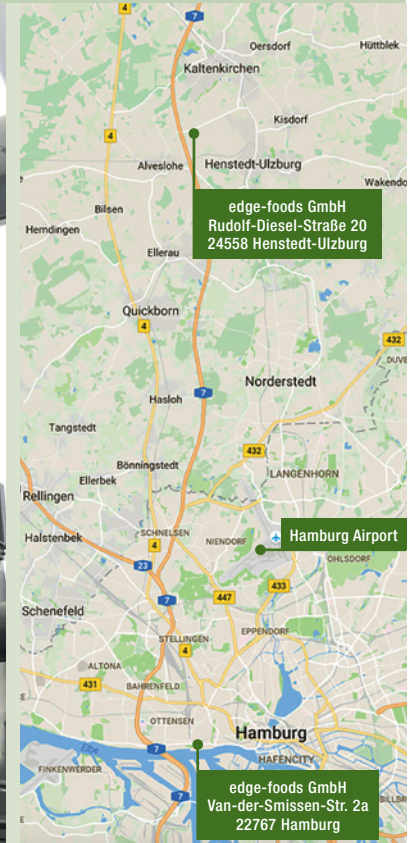 4
7
Oersdorf
Hüttblek
Kaltenkirchen
Kisdorf
4
Alveslohe
Henstedt-Ulzburg
Wakendo
edge-foods GmbH
Rudolf-Diesel-Straße 20
24558 Henstedt-Ulzburg
Bilsen
Hemdingen
Ellerau
Quickborn
4
432
DUVE
Norderstedt
7
Hasloh
Tangstedt
432
Bönningstedt
LANGENHORN
Ellerbek
Rellingen
Halstenbek
SCHNELSEN
4
NIENDORF
Hamburg Airport
OHLSDORF
23
433
7
447
Schenefeld
EPPENDORF
STELLINGEN
4
ALTONA
431
BAHRENFELD
OTTENSEN
Hamburg
Elbe
7
HAFENCITY
FINKENWERDER
edge-foods GmbH
Van-der-Smissen-Str. 2a
22767 Hamburg
BILLBR
7